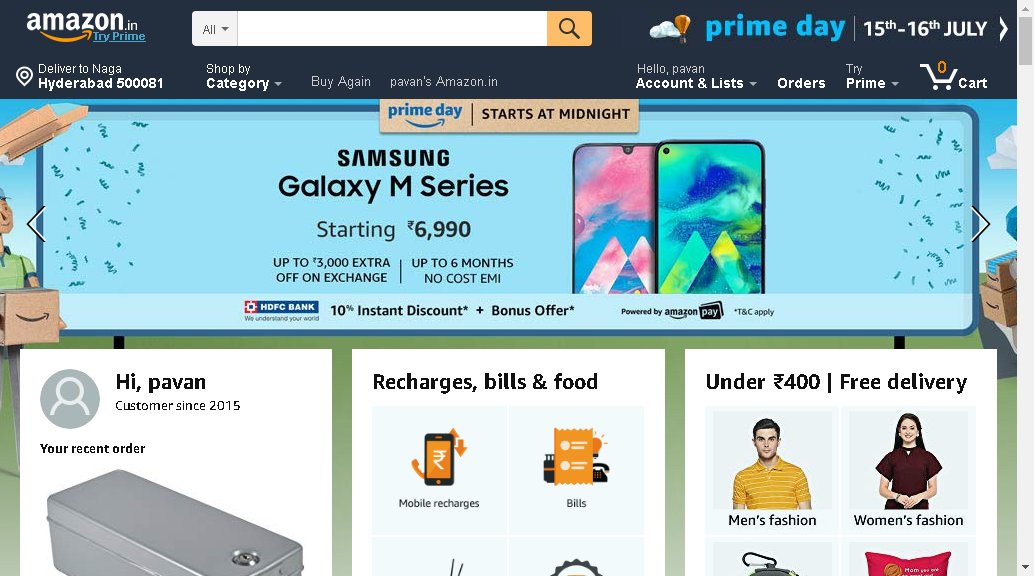 amazon.in
Try Prime
All
prime day 15th-16th JULY
Deliver to Naga
Hyderabad 500081
Shop by
Category
Buy Again
pavan's Amazon.in
Hello, pavan
Account & Lists
Orders
Try
Prime
0
Cart
prime day STARTS AT MIDNIGHT
SAMSUNG
Galaxy M Series
Starting ₹6,990
UP TO ₹3,000 EXTRA
OFF ON EXCHANGE
UP TO 6 MONTHS
NO COST EMI
HDFC BANK
We understand your world
10% Instant Discount* + Bonus Offer*
Powered by amazon pay
*T&C apply
Hi, pavan
Customer since 2015
Your recent order
Recharges, bills & food
Mobile recharges
Bills
Under ₹400 | Free delivery
Men's fashion
Women's fashion